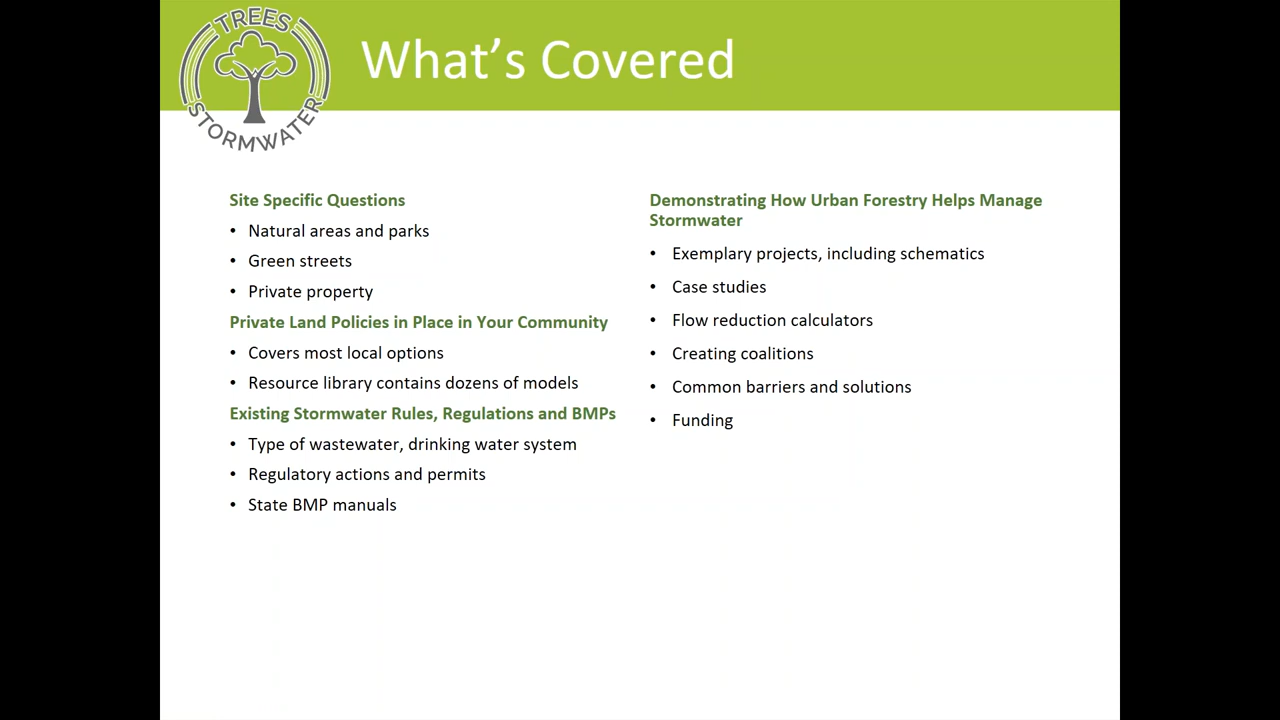 TREES
STORMWATER
What's Covered
Site Specific Questions
• Natural areas and parks
• Green streets
• Private property
Private Land Policies in Place in Your Community
• Covers most local options
• Resource library contains dozens of models
Existing Stormwater Rules, Regulations and BMPs
• Type of wastewater, drinking water system
• Regulatory actions and permits
• State BMP manuals
Demonstrating How Urban Forestry Helps Manage
Stormwater
• Exemplary projects, including schematics
• Case studies
• Flow reduction calculators
• Creating coalitions
• Common barriers and solutions
• Funding